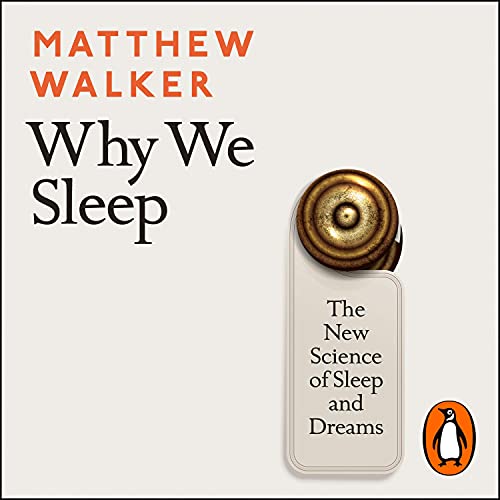 MATTHEW
WALKER
Why We
Sleep
The
New
Science
of Sleep
and
Dreams